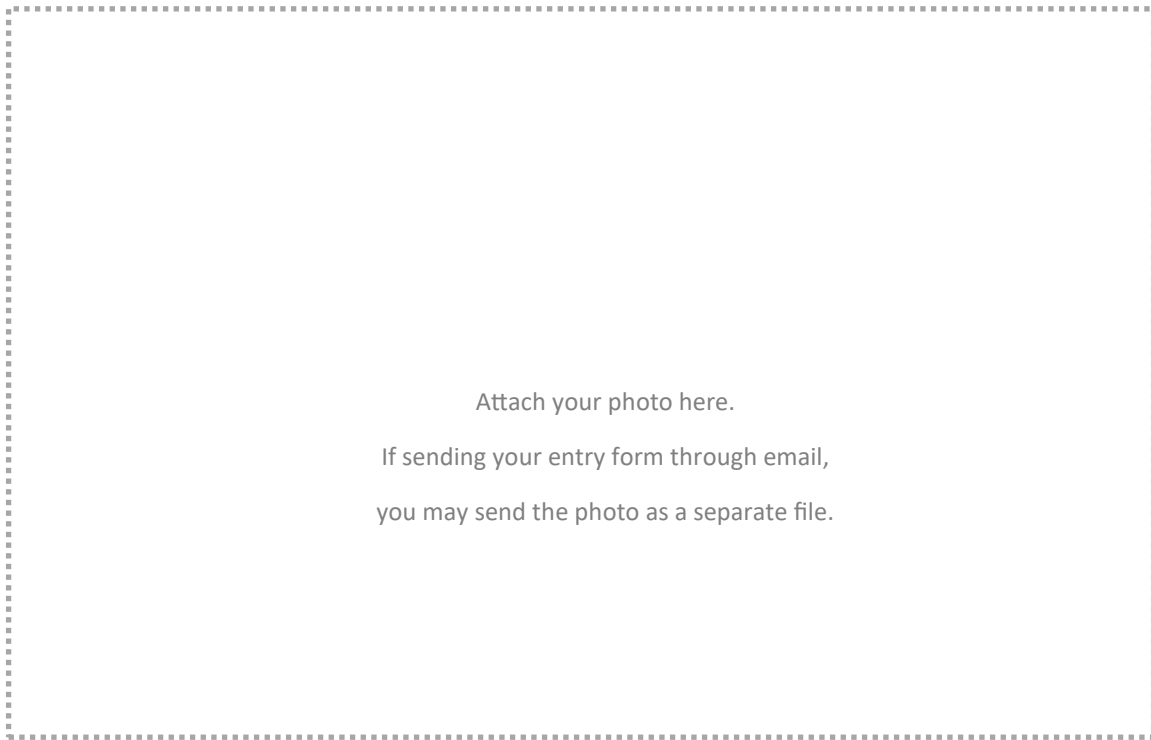 Attach your photo here.
If sending your entry form through email,
you may send the photo as a separate file.